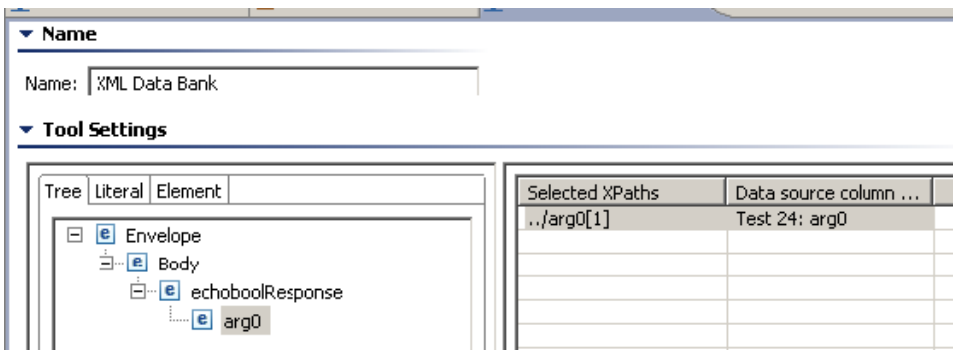 Name
Name: XML Data Bank
Tool Settings
Tree Literal Element
Selected XPaths Data source column ...
../arg0[1] Test 24: arg0
Envelope
Body
echoboolResponse
arg0